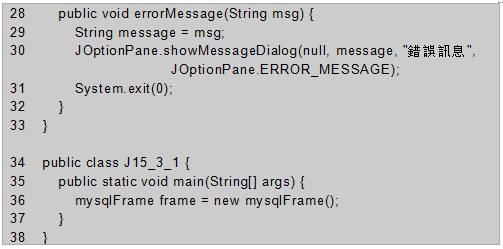 28 public void errorMessage(String msg) {
29 String message = msg;
30 JOptionPane.showMessageDialog(null, message, "錯誤訊息",
JOptionPane.ERROR_MESSAGE);
31 System.exit(0);
32 }
33 }
34 public class J15_3_1 {
35 public static void main(String[] args) {
36 mysqlFrame frame = new mysqlFrame();
37 }
38 }